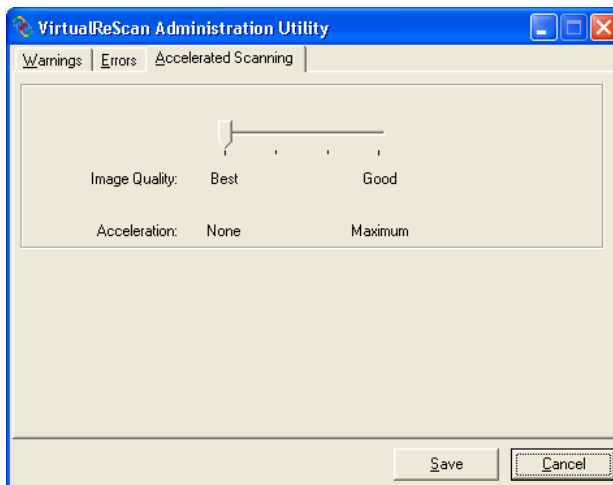 VirtualReScan Administration Utility
Warnings Errors Accelerated Scanning
Image Quality: Best Good
Acceleration: None Maximum
Save Cancel